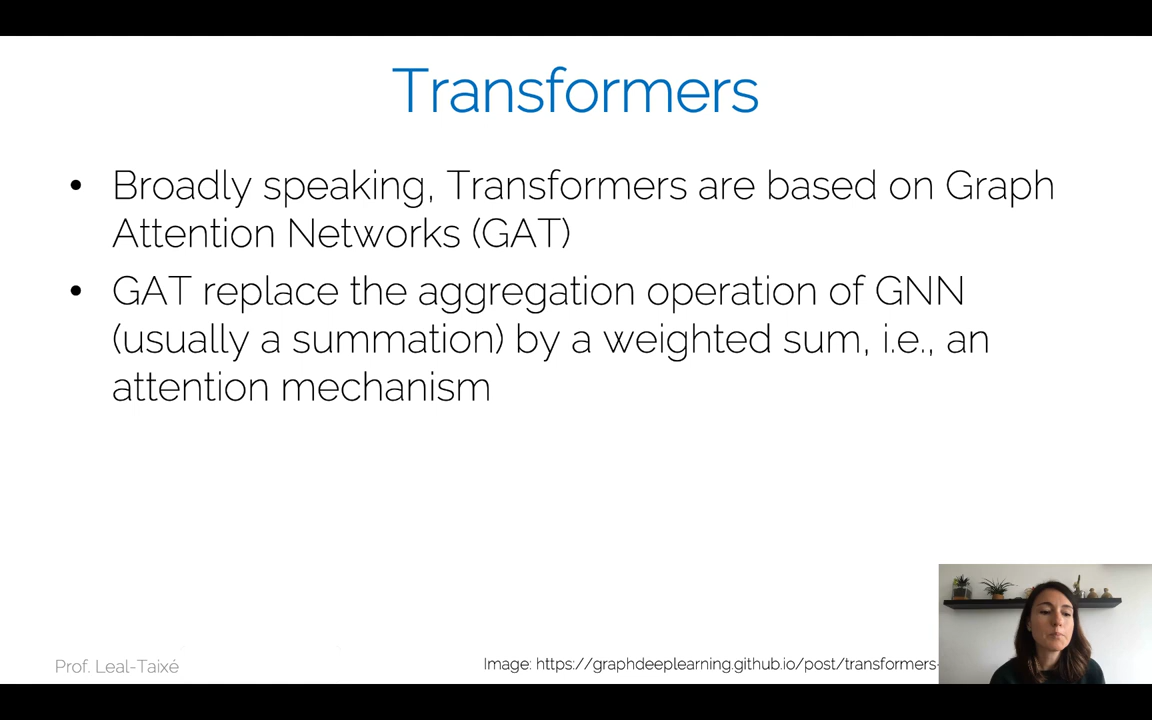 Transformers
• Broadly speaking, Transformers are based on Graph
Attention Networks (GAT)
• GAT replace the aggregation operation of GNN
(usually a summation) by a weighted sum, i.e., an
attention mechanism
Prof. Leal-Taixé
Image: https://graphdeeplearning.github.io/post/transformers-